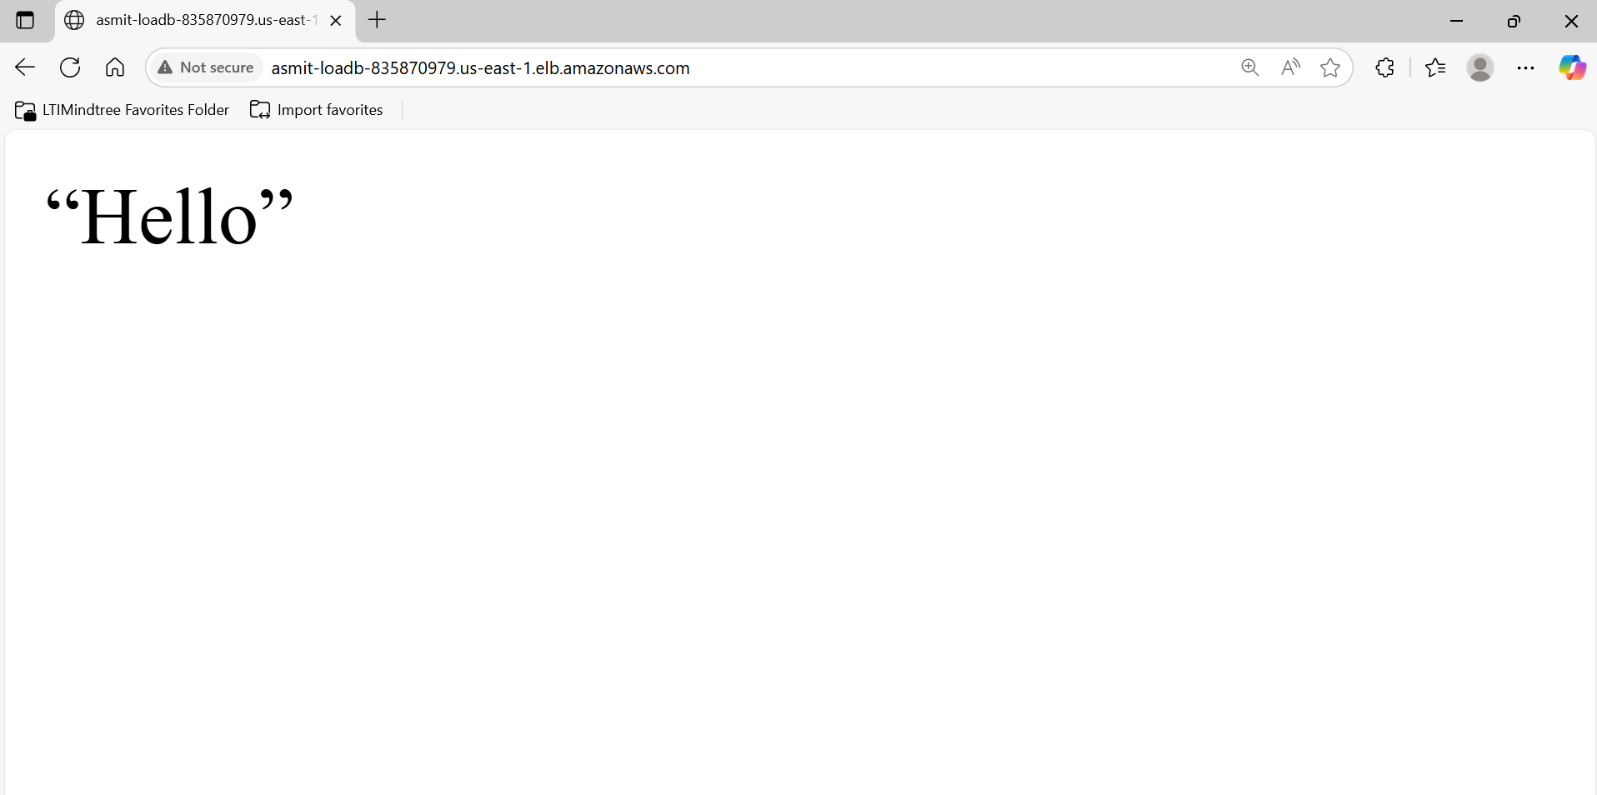 asmit-loadb-835870979.us-east-1
Not secure asmit-loadb-835870979.us-east-1.elb.amazonaws.com
LTIMindtree Favorites Folder Import favorites
“Hello”